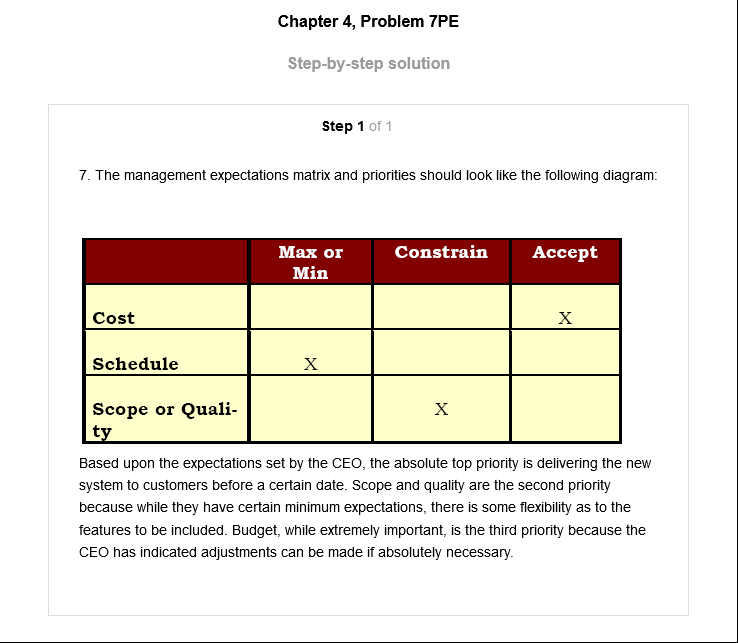 Chapter 4, Problem 7PE
Step-by-step solution
Step 1 of 1
7. The management expectations matrix and priorities should look like the following diagram:
Max or Constrain Accept
Min
Cost X
Schedule X
Scope or Quali- X
ty
Based upon the expectations set by the CEO, the absolute top priority is delivering the new
system to customers before a certain date. Scope and quality are the second priority
because while they have certain minimum expectations, there is some flexibility as to the
features to be included. Budget, while extremely important, is the third priority because the
CEO has indicated adjustments can be made if absolutely necessary.